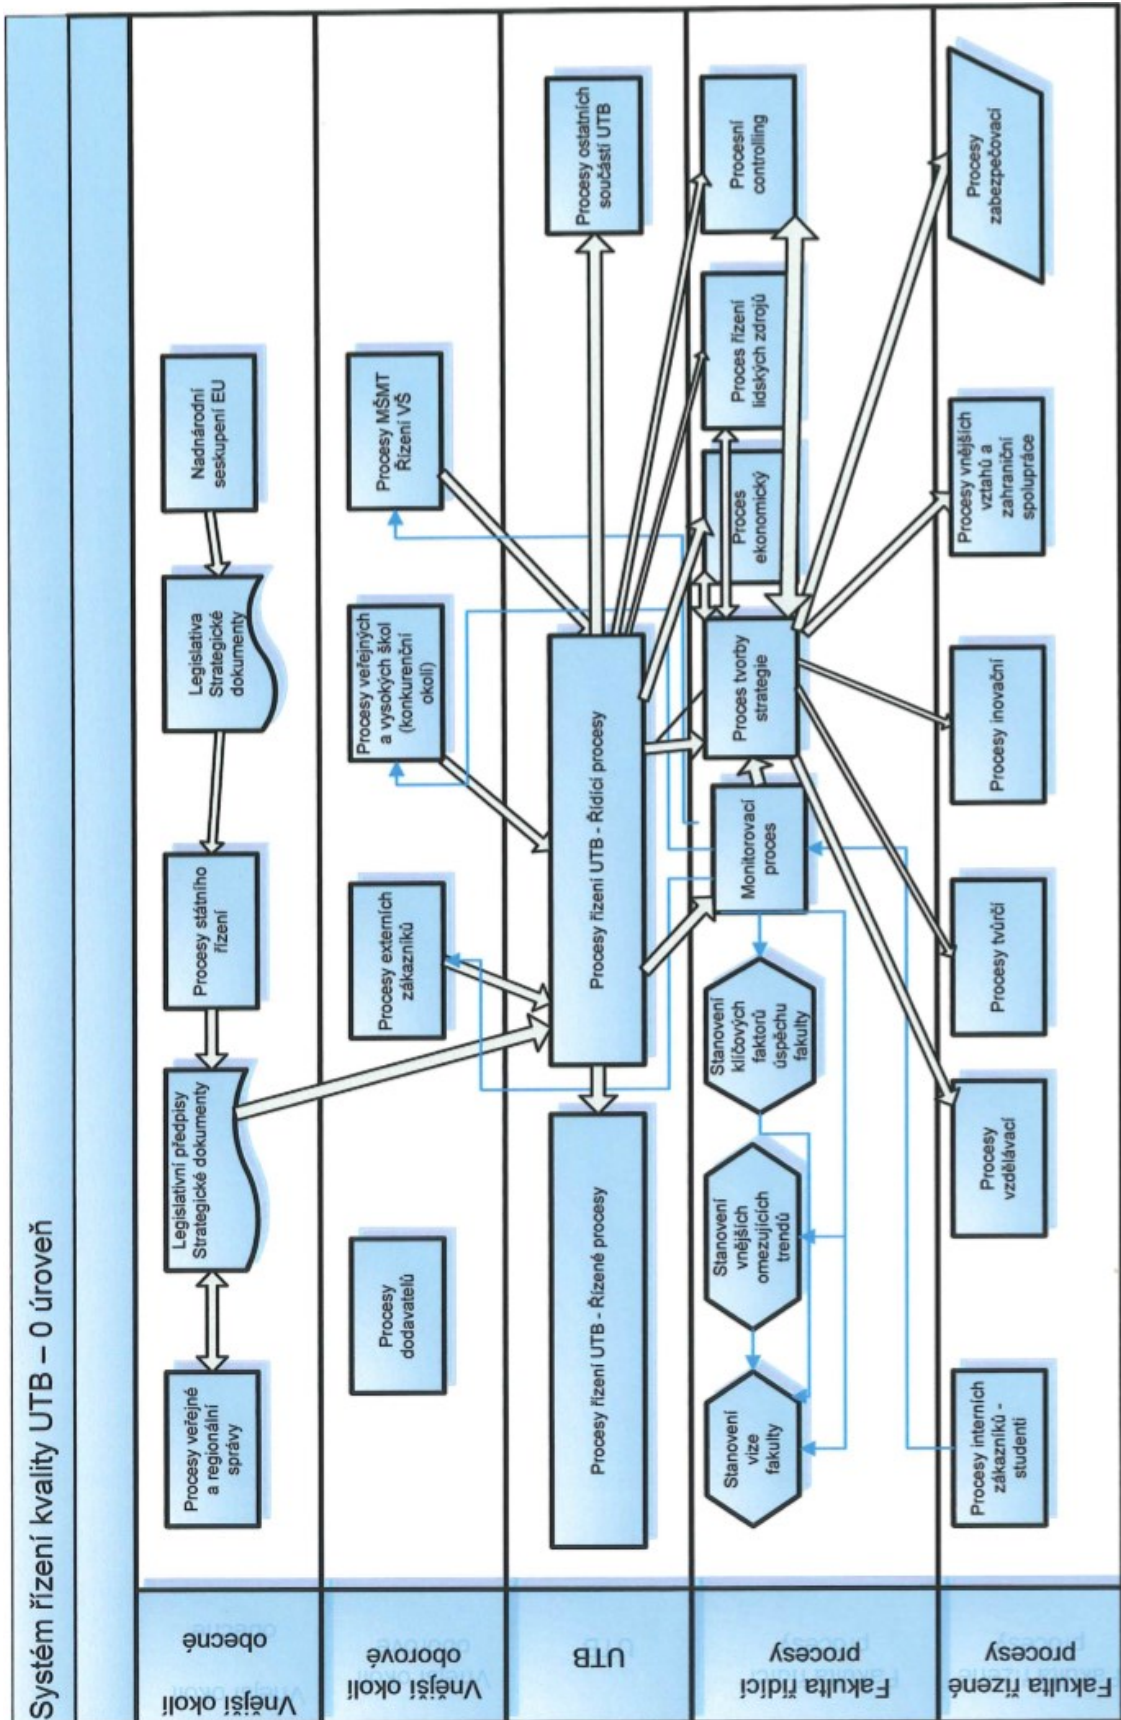 Systém řízení kvality UTB – 0 úroveň
Vnější okolí
obecné
Procesy veřejné
a regionální
správy
Legislativní předpisy
Strategické dokumenty
Procesy státního
řízení
Legislativa
Strategické
dokumenty
Nadnárodní
seskupení EU
Vnější okolí
oborové
Procesy
dodavatelů
Procesy externích
zákazníků
Procesy veřejných
a vysokých škol
(konkurenční
okolí)
Procesy MŠMT
Řízení VŠ
UTB
Procesy řízení UTB - Řízené procesy
Procesy řízení UTB - Řídící procesy
Procesy ostatních
součástí UTB
Fakulta řídící
procesy
Stanovení
vize
fakulty
Stanovení
vnějších
omezujících
trendů
Stanovení
klíčových
faktorů
úspěchu
fakulty
Monitorovací
proces
Proces tvorby
strategie
Proces
ekonomický
Proces řízení
lidských zdrojů
Procesní
controlling
Fakulta řízené
procesy
Procesy interních
zákazníků -
studenti
Procesy
vzdělávací
Procesy tvůrčí
Procesy inovační
Procesy vnějších
vztahů a
zahraniční
spolupráce
Procesy
zabezpečovací